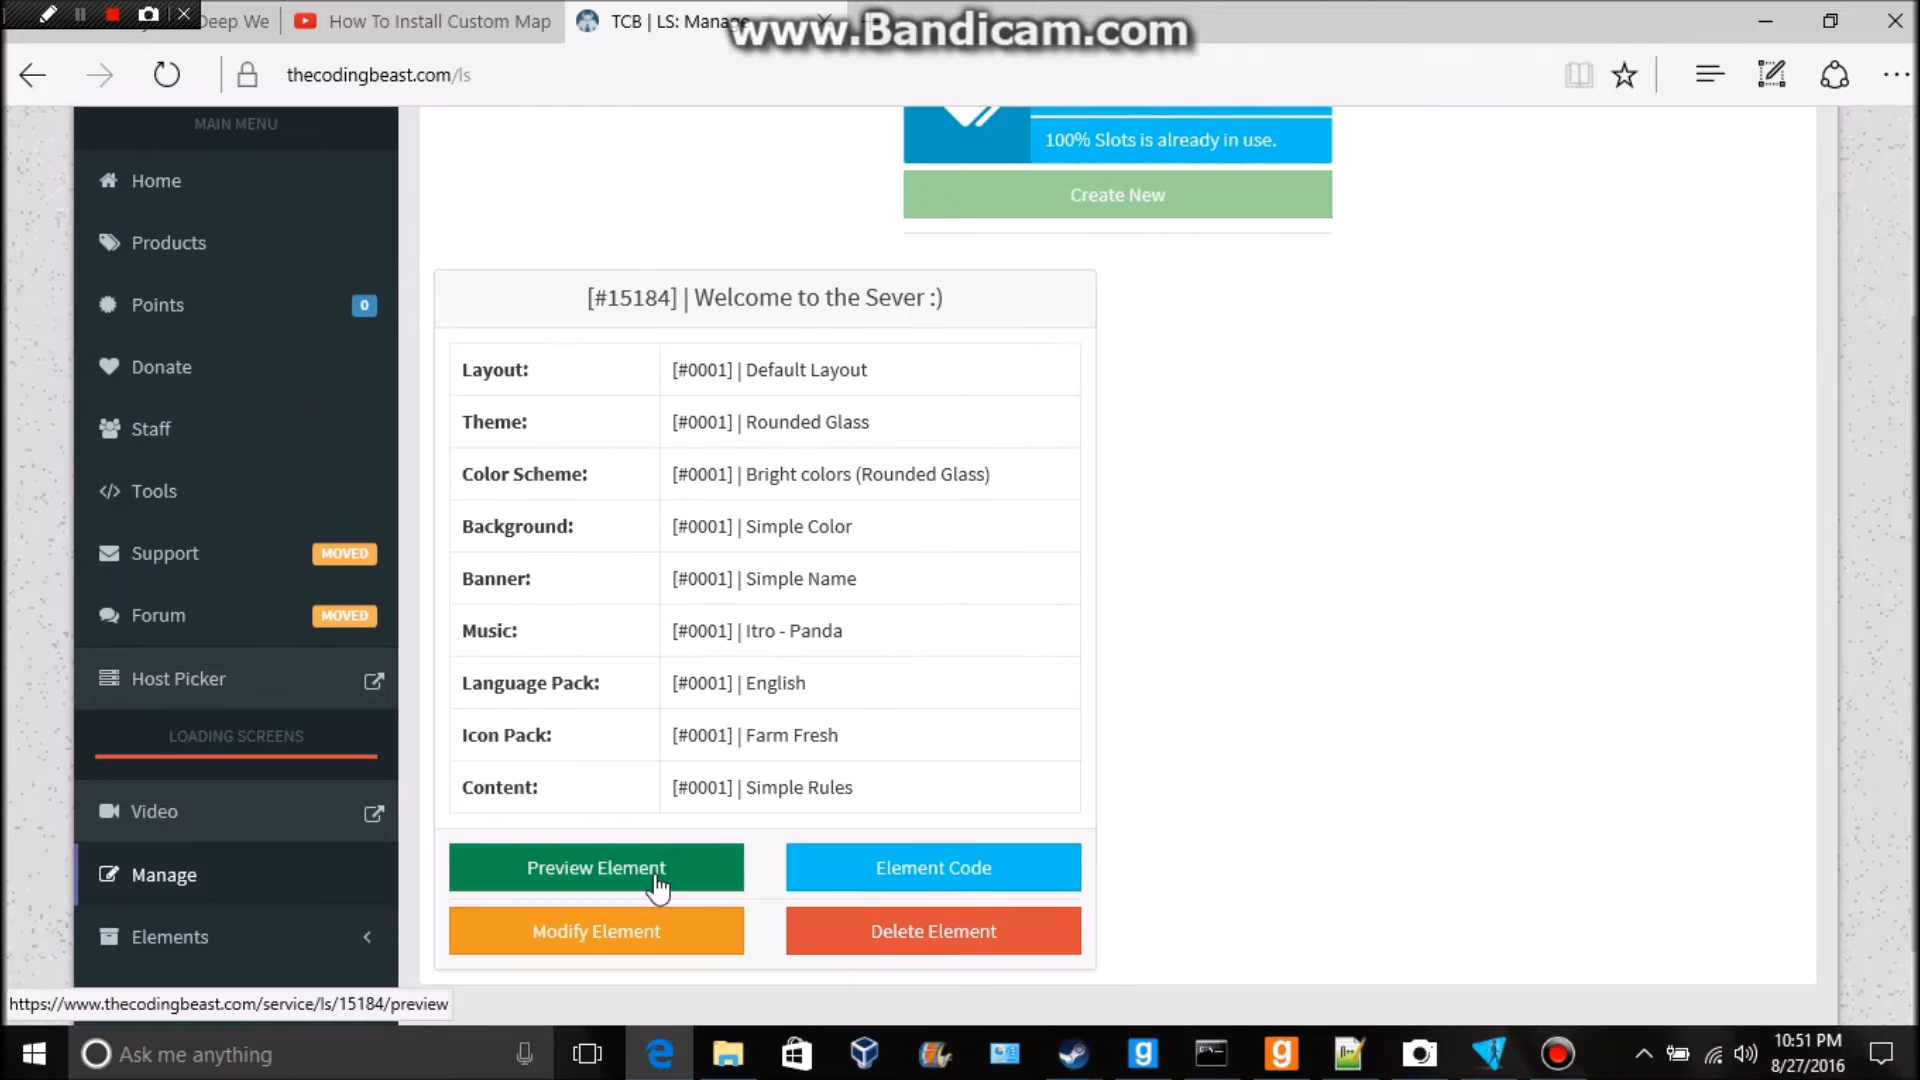 Deep We
How To Install Custom Map
TCB | LS: Manage
www.Bandicam.com
thecodingbeast.com/ls
MAIN MENU
Home
Products
Points 0
Donate
Staff
Tools
Support MOVED
Forum MOVED
Host Picker
LOADING SCREENS
Video
Manage
Elements
100% Slots is already in use.
Create New
[#15184] | Welcome to the Sever :)
Layout: [#0001] | Default Layout
Theme: [#0001] | Rounded Glass
Color Scheme: [#0001] | Bright colors (Rounded Glass)
Background: [#0001] | Simple Color
Banner: [#0001] | Simple Name
Music: [#0001] | Itro - Panda
Language Pack: [#0001] | English
Icon Pack: [#0001] | Farm Fresh
Content: [#0001] | Simple Rules
Preview Element
Element Code
Modify Element
Delete Element
https://www.thecodingbeast.com/service/ls/15184/preview
Ask me anything
10:51 PM
8/27/2016